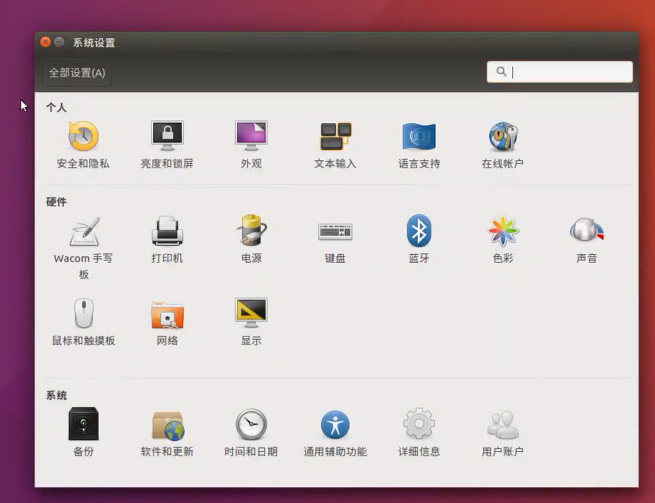 系统设置
全部设置(A)
个人
安全和隐私
亮度和锁屏
外观
文本输入
语言支持
在线帐户
硬件
Wacom 手写
板
打印机
电源
键盘
蓝牙
色彩
声音
鼠标和触摸板
网络
显示
系统
备份
软件和更新
时间和日期
通用辅助功能
详细信息
用户账户